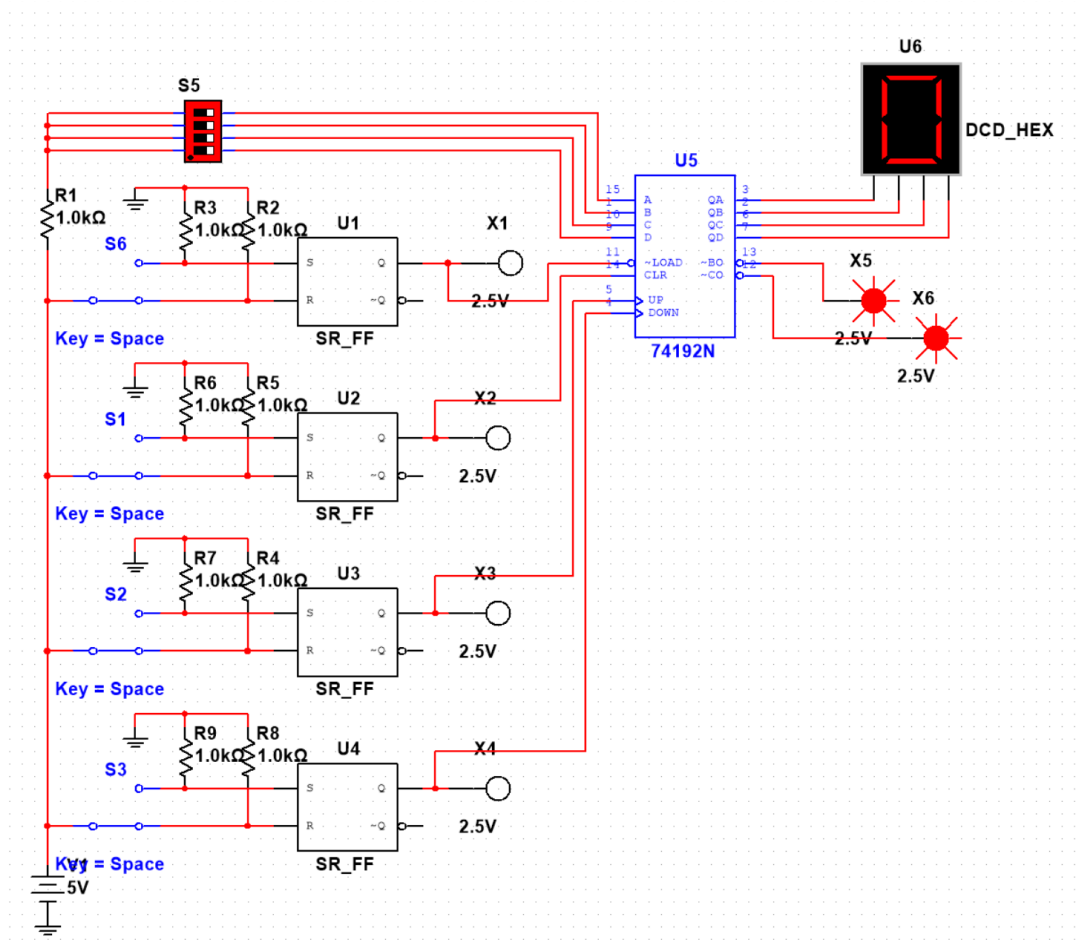 U6
S5
DCD_HEX
U5
R1
1.0kΩ
R3
1.0kΩ
R2
1.0kΩ
U1
X1
S6
S
Q
R
~Q
2.5V
Key = Space
SR_FF
15
A
QA
3
1
B
QB
2
10
C
QC
6
9
D
QD
7
11
~LOAD
~BO
13
14
CLR
~CO
12
5
UP
4
DOWN
74192N
X5
2.5V
X6
2.5V
R6
1.0kΩ
R5
1.0kΩ
U2
X2
S1
S
Q
R
~Q
2.5V
Key = Space
SR_FF
R7
1.0kΩ
R4
1.0kΩ
U3
X3
S2
S
Q
R
~Q
2.5V
Key = Space
SR_FF
R9
1.0kΩ
R8
1.0kΩ
U4
X4
S3
S
Q
R
~Q
2.5V
Key = Space
SR_FF
V1
5V
0